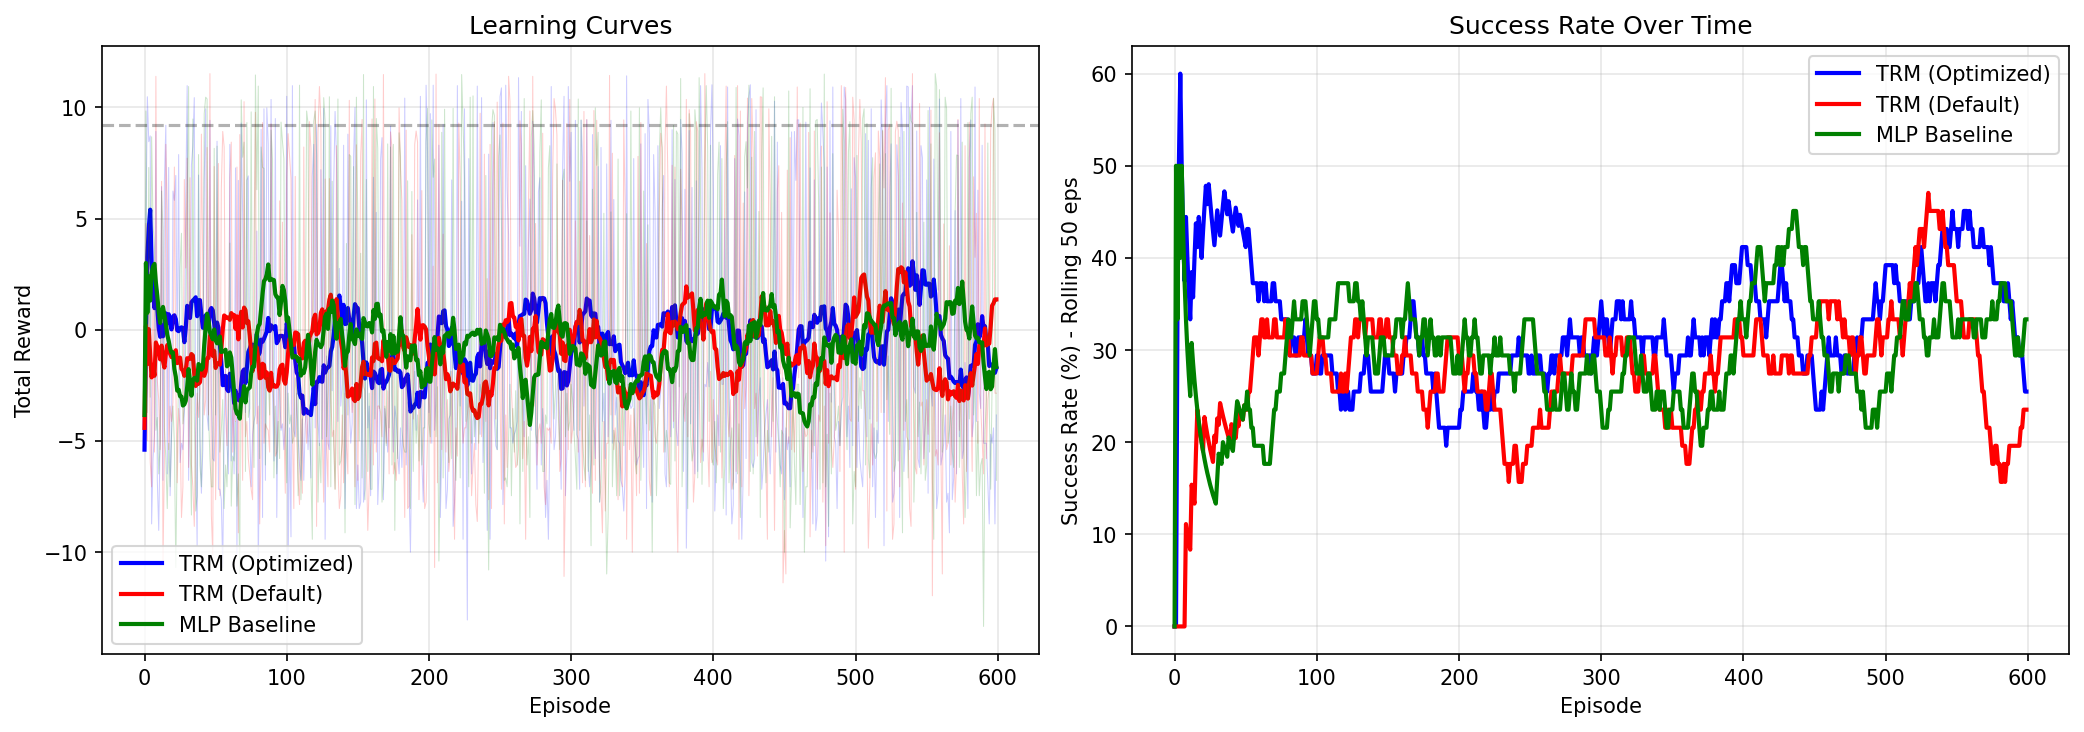 Learning Curves
Total Reward
10
5
0
−5
−10
TRM (Optimized)
TRM (Default)
MLP Baseline
0 100 200 300 400 500 600
Episode
Success Rate Over Time
Success Rate (%) - Rolling 50 eps
60
50
40
30
20
10
0
TRM (Optimized)
TRM (Default)
MLP Baseline
0 100 200 300 400 500 600
Episode